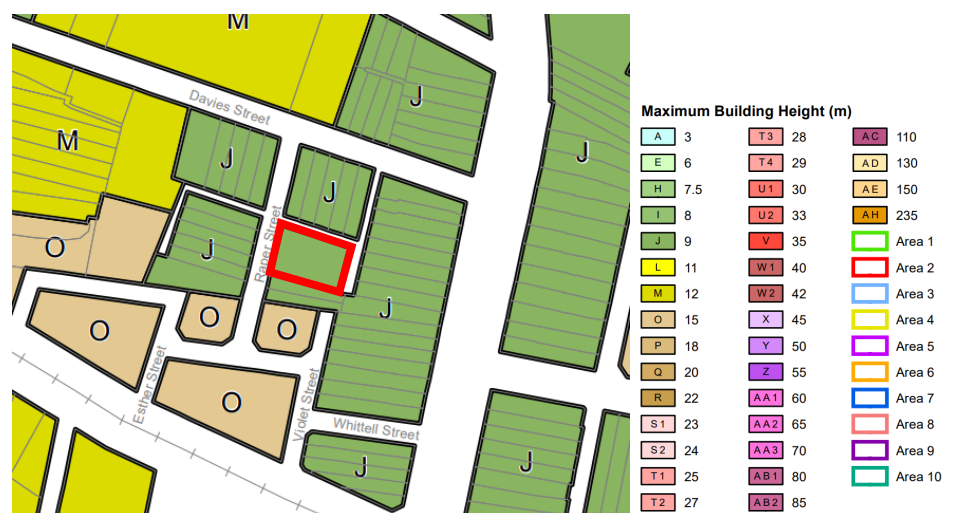 M
J
Davies Street
M
J
J
J
Raper Street
O
J
J
O
O
O
Esther Street
O
Violet Street
Whittell Street
J
J
Maximum Building Height (m)
A 3
E 6
H 7.5
I 8
J 9
L 11
M 12
O 15
P 18
Q 20
R 22
S1 23
S2 24
T1 25
T2 27
T3 28
T4 29
U1 30
U2 33
V 35
W1 40
W2 42
X 45
Y 50
Z 55
AA1 60
AA2 65
AA3 70
AB1 80
AB2 85
AC 110
AD 130
AE 150
AH 235
Area 1
Area 2
Area 3
Area 4
Area 5
Area 6
Area 7
Area 8
Area 9
Area 10